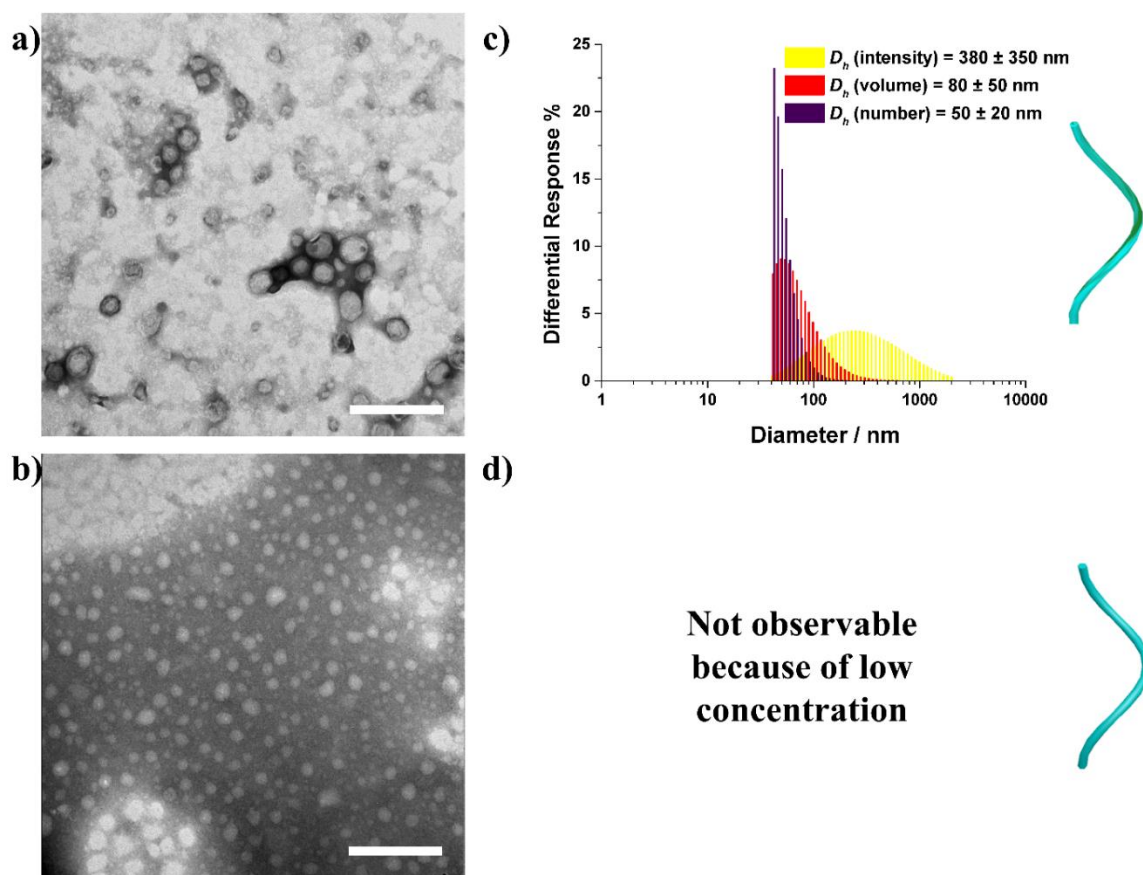 a)
c)
25
20
15
10
5
0
Differential Response %
D_h (intensity) = 380 ± 350 nm
D_h (volume) = 80 ± 50 nm
D_h (number) = 50 ± 20 nm
1
10
100
1000
10000
Diameter / nm
b)
d)
Not observable
because of low
concentration